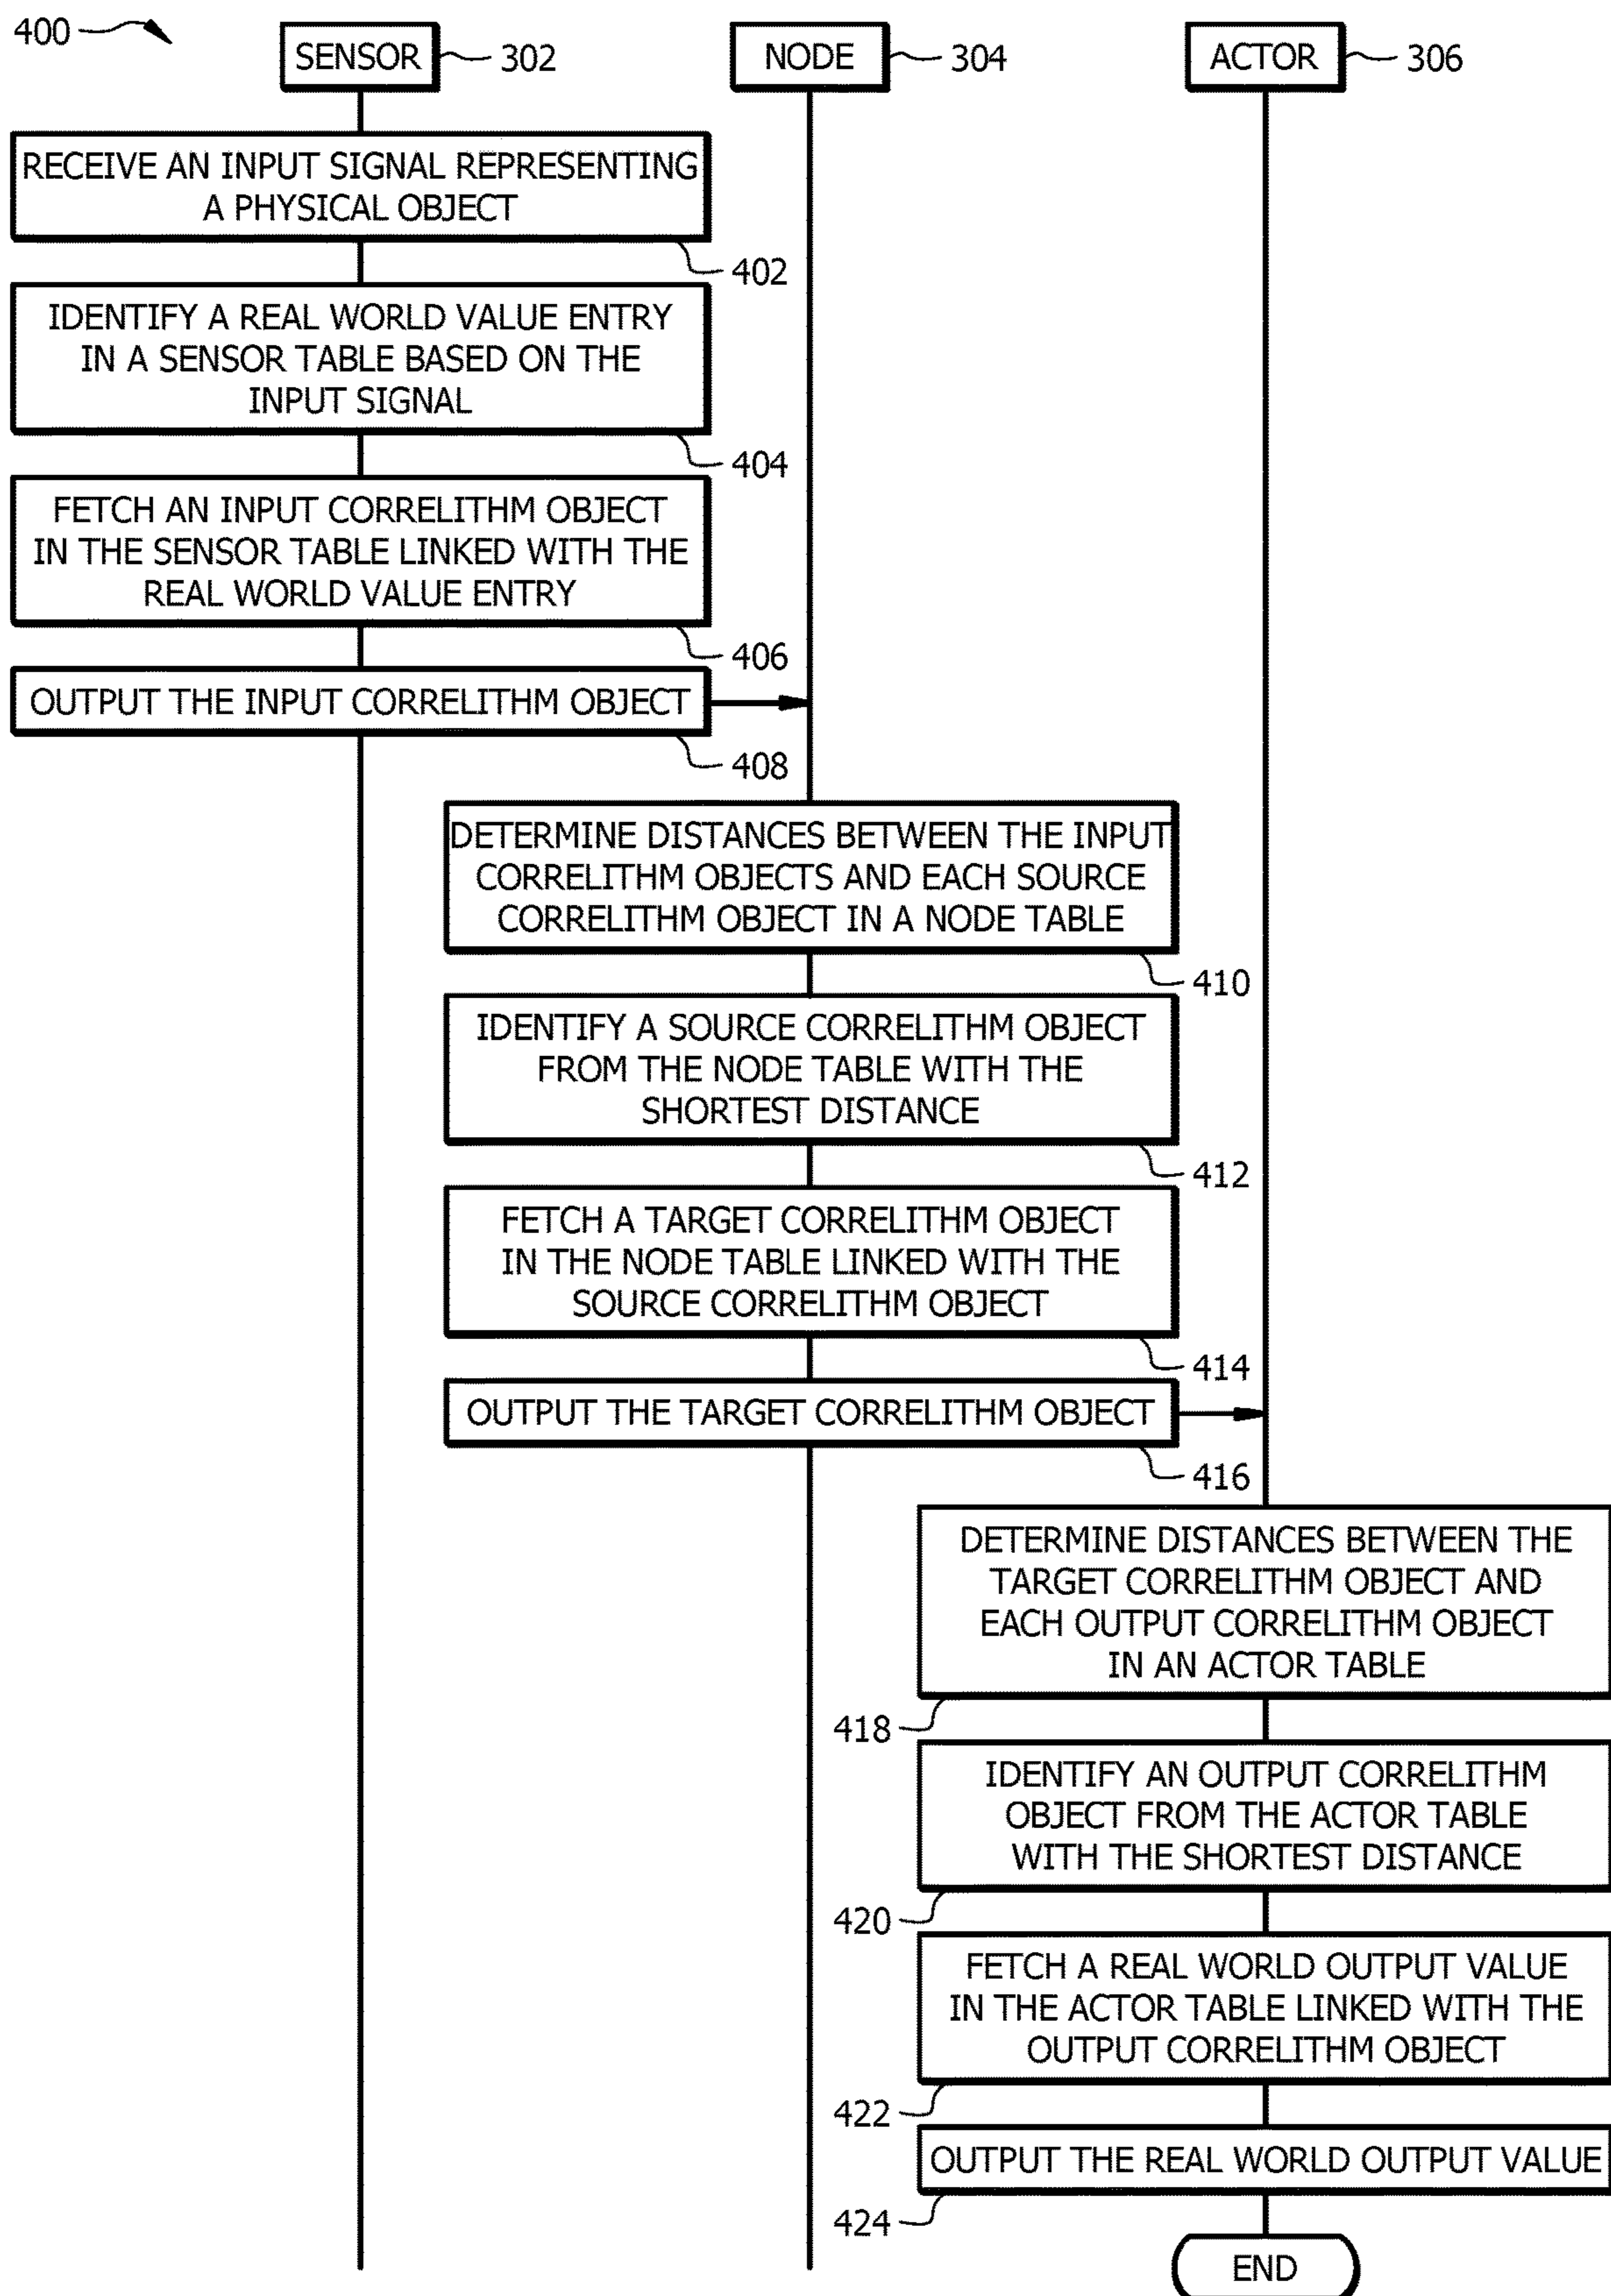 400
SENSOR
302
NODE
304
ACTOR
306
RECEIVE AN INPUT SIGNAL REPRESENTING
A PHYSICAL OBJECT
402
IDENTIFY A REAL WORLD VALUE ENTRY
IN A SENSOR TABLE BASED ON THE
INPUT SIGNAL
404
FETCH AN INPUT CORRELITHM OBJECT
IN THE SENSOR TABLE LINKED WITH THE
REAL WORLD VALUE ENTRY
406
OUTPUT THE INPUT CORRELITHM OBJECT
408
DETERMINE DISTANCES BETWEEN THE INPUT
CORRELITHM OBJECTS AND EACH SOURCE
CORRELITHM OBJECT IN A NODE TABLE
410
IDENTIFY A SOURCE CORRELITHM OBJECT
FROM THE NODE TABLE WITH THE
SHORTEST DISTANCE
412
FETCH A TARGET CORRELITHM OBJECT
IN THE NODE TABLE LINKED WITH THE
SOURCE CORRELITHM OBJECT
414
OUTPUT THE TARGET CORRELITHM OBJECT
416
DETERMINE DISTANCES BETWEEN THE
TARGET CORRELITHM OBJECT AND
EACH OUTPUT CORRELITHM OBJECT
IN AN ACTOR TABLE
418
IDENTIFY AN OUTPUT CORRELITHM
OBJECT FROM THE ACTOR TABLE
WITH THE SHORTEST DISTANCE
420
FETCH A REAL WORLD OUTPUT VALUE
IN THE ACTOR TABLE LINKED WITH THE
OUTPUT CORRELITHM OBJECT
422
OUTPUT THE REAL WORLD OUTPUT VALUE
424
END